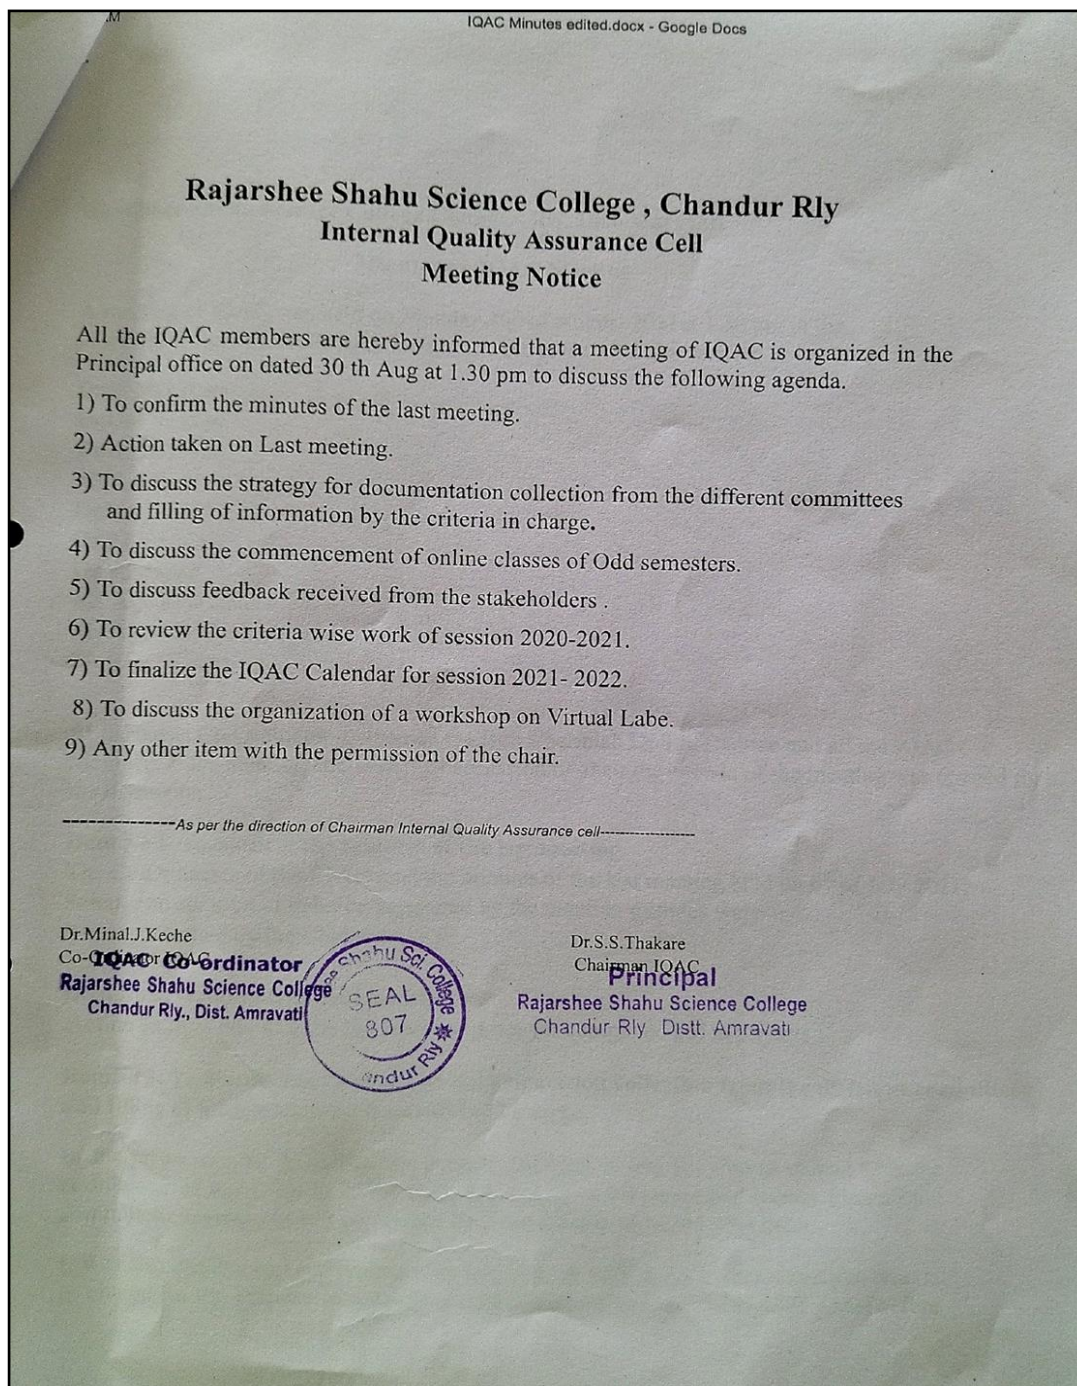 .M
IQAC Minutes edited.docx - Google Docs
Rajarshee Shahu Science College , Chandur Rly
Internal Quality Assurance Cell
Meeting Notice
All the IQAC members are hereby informed that a meeting of IQAC is organized in the
Principal office on dated 30 th Aug at 1.30 pm to discuss the following agenda.
1) To confirm the minutes of the last meeting.
2) Action taken on Last meeting.
3) To discuss the strategy for documentation collection from the different committees
and filling of information by the criteria in charge.
4) To discuss the commencement of online classes of Odd semesters.
5) To discuss feedback received from the stakeholders .
6) To review the criteria wise work of session 2020-2021.
7) To finalize the IQAC Calendar for session 2021- 2022.
8) To discuss the organization of a workshop on Virtual Labe.
9) Any other item with the permission of the chair.
--------------As per the direction of Chairman Internal Quality Assurance cell-------------------
Dr.Minal.J.Keche
IQAC
IQAC Co-ordinator
Rajarshee Shahu Science College
Chandur Rly., Dist. Amravati
Shahu Sci. College
SEAL
807
Rly
Dr.S.S.Thakare
Chairman IQAC
Principal
Rajarshee Shahu Science College
Chandur Rly Distt. Amravati